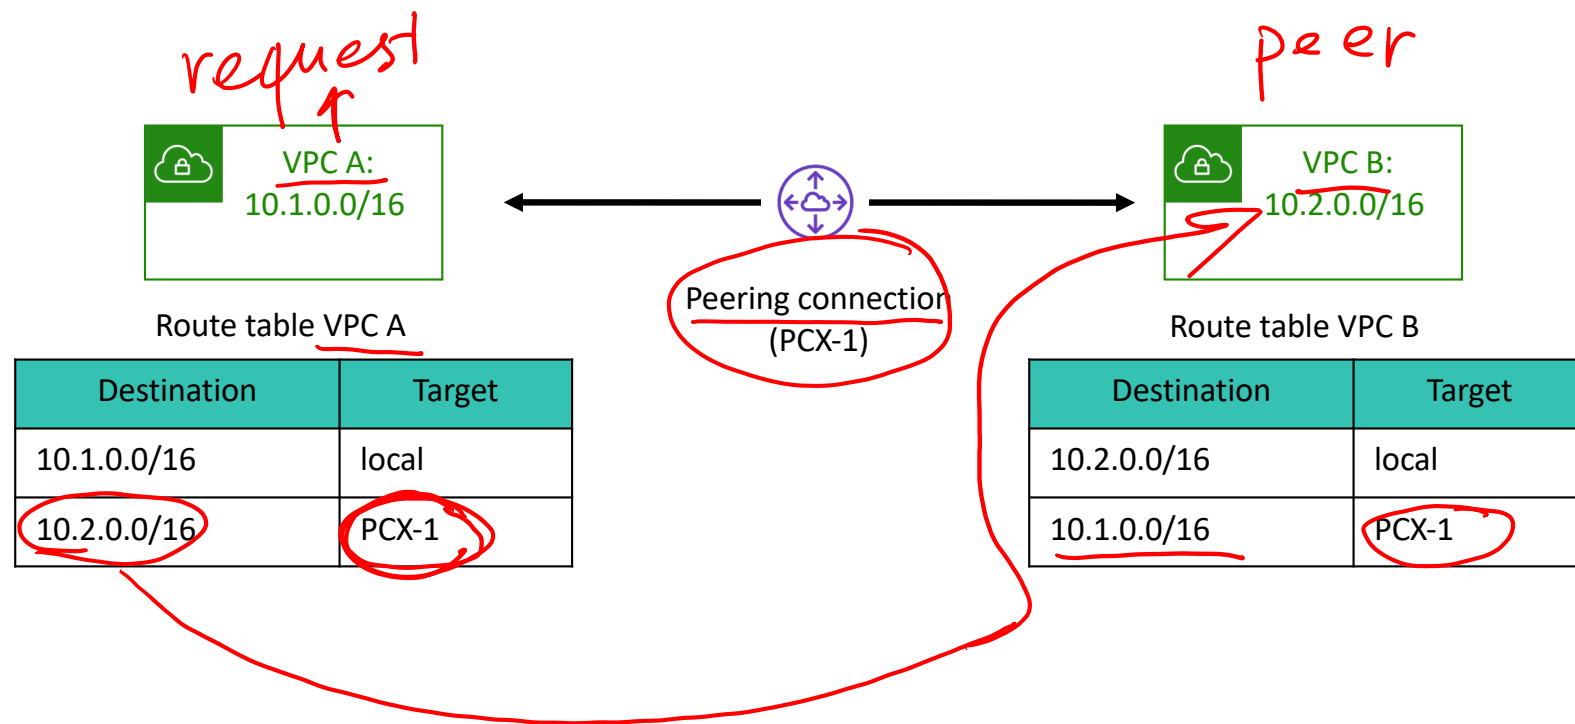 request
peer
VPC A:
10.1.0.0/16
VPC B:
10.2.0.0/16
Peering connection
(PCX-1)
Route table VPC A
Destination Target
10.1.0.0/16 local
10.2.0.0/16 PCX-1
Route table VPC B
Destination Target
10.2.0.0/16 local
10.1.0.0/16 PCX-1